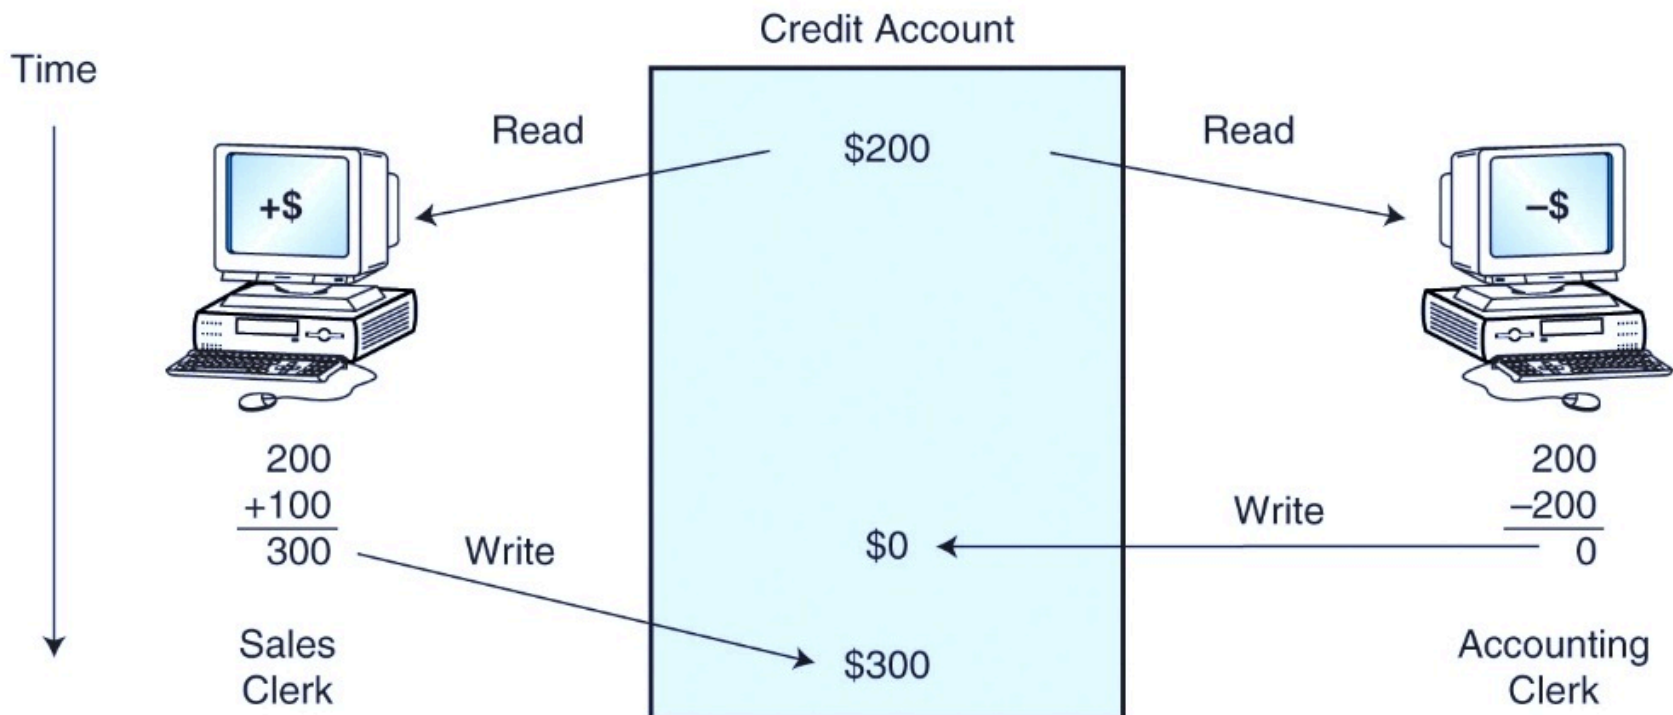 Credit Account
Time
Read
$200
Read
+$
–$
200
+100
300
Write
$0
Write
200
–200
0
$300
Sales
Clerk
Accounting
Clerk